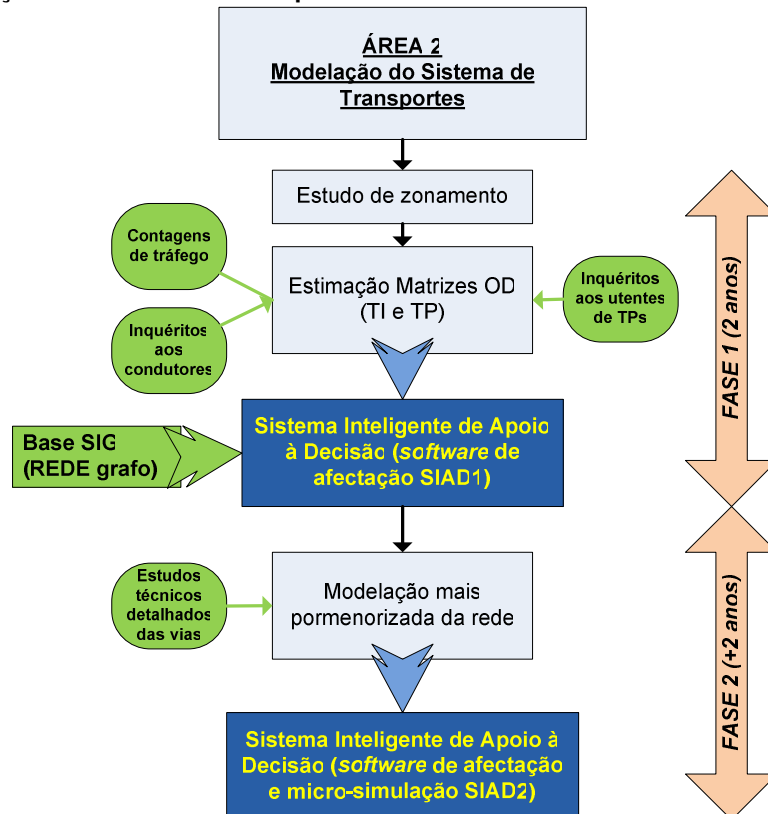 ÁREA 2
Modelação do Sistema de
Transportes
Estudo de zonamento
Contagens
de tráfego
Estimação Matrizes OD
(TI e TP)
Inquéritos
aos utentes
de TPs
Inquéritos
aos
condutores
FASE 1 (2 anos)
Sistema Inteligente de Apoio
à Decisão (software de
afectação SIAD1)
Base SIG
(REDE grafo)
Estudos
técnicos
detalhados
das vias
Modelação mais
pormenorizada da rede
FASE 2 (+2 anos)
Sistema Inteligente de Apoio à
Decisão (software de afectação
e micro-simulação SIAD2)